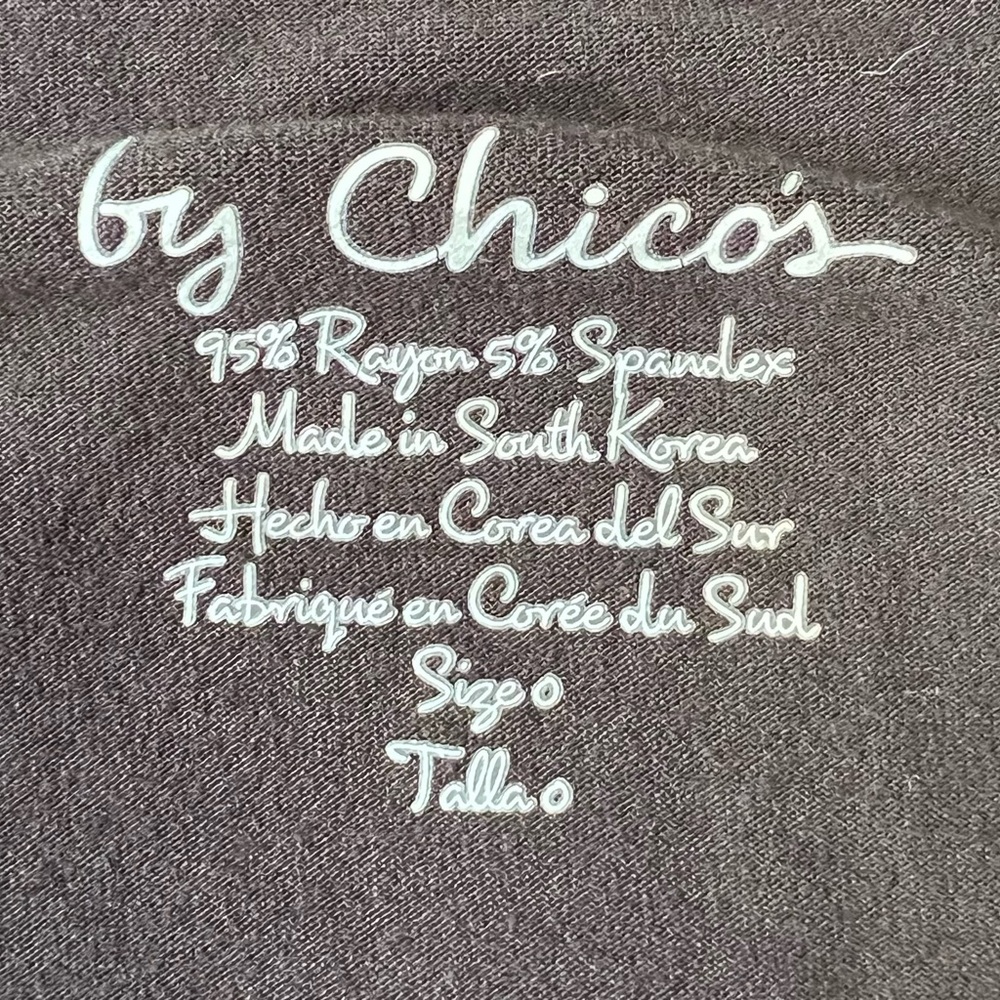 by Chico's
95% Rayon 5% Spandex
Made in South Korea
Hecho en Corea del Sur
Fabriqué en Corée du Sud
Size 0
Talla 0